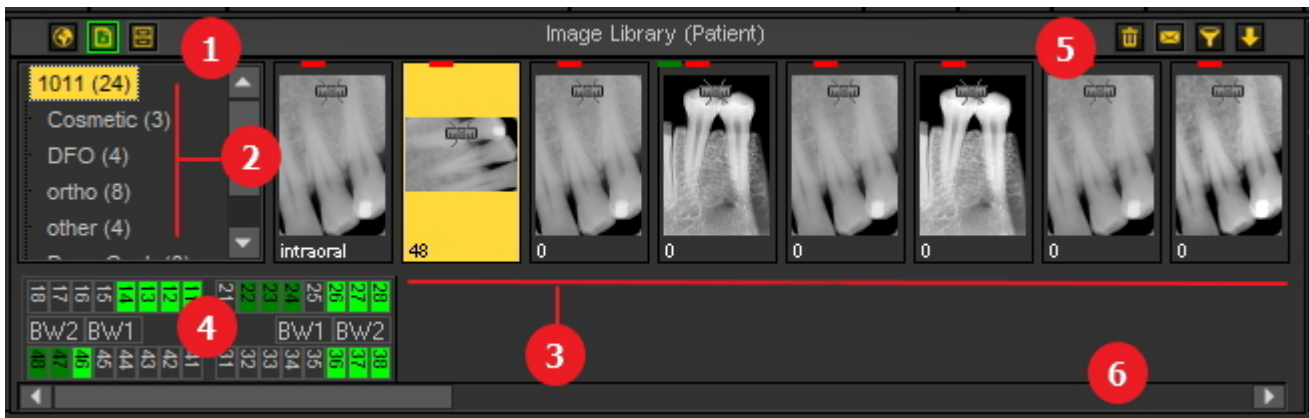 Image Library (Patient)
1
5
1011 (24)
Cosmetic (3)
DFO (4)
ortho (8)
other (4)
2
intraoral
48
0
0
0
0
0
0
18 17 16 15 14 13 12 11 21 22 23 24 25 26 27 28
BW2 BW1 BW1 BW2
4
48 47 46 45 44 43 42 41 31 32 33 34 35 36 37 38
3
6